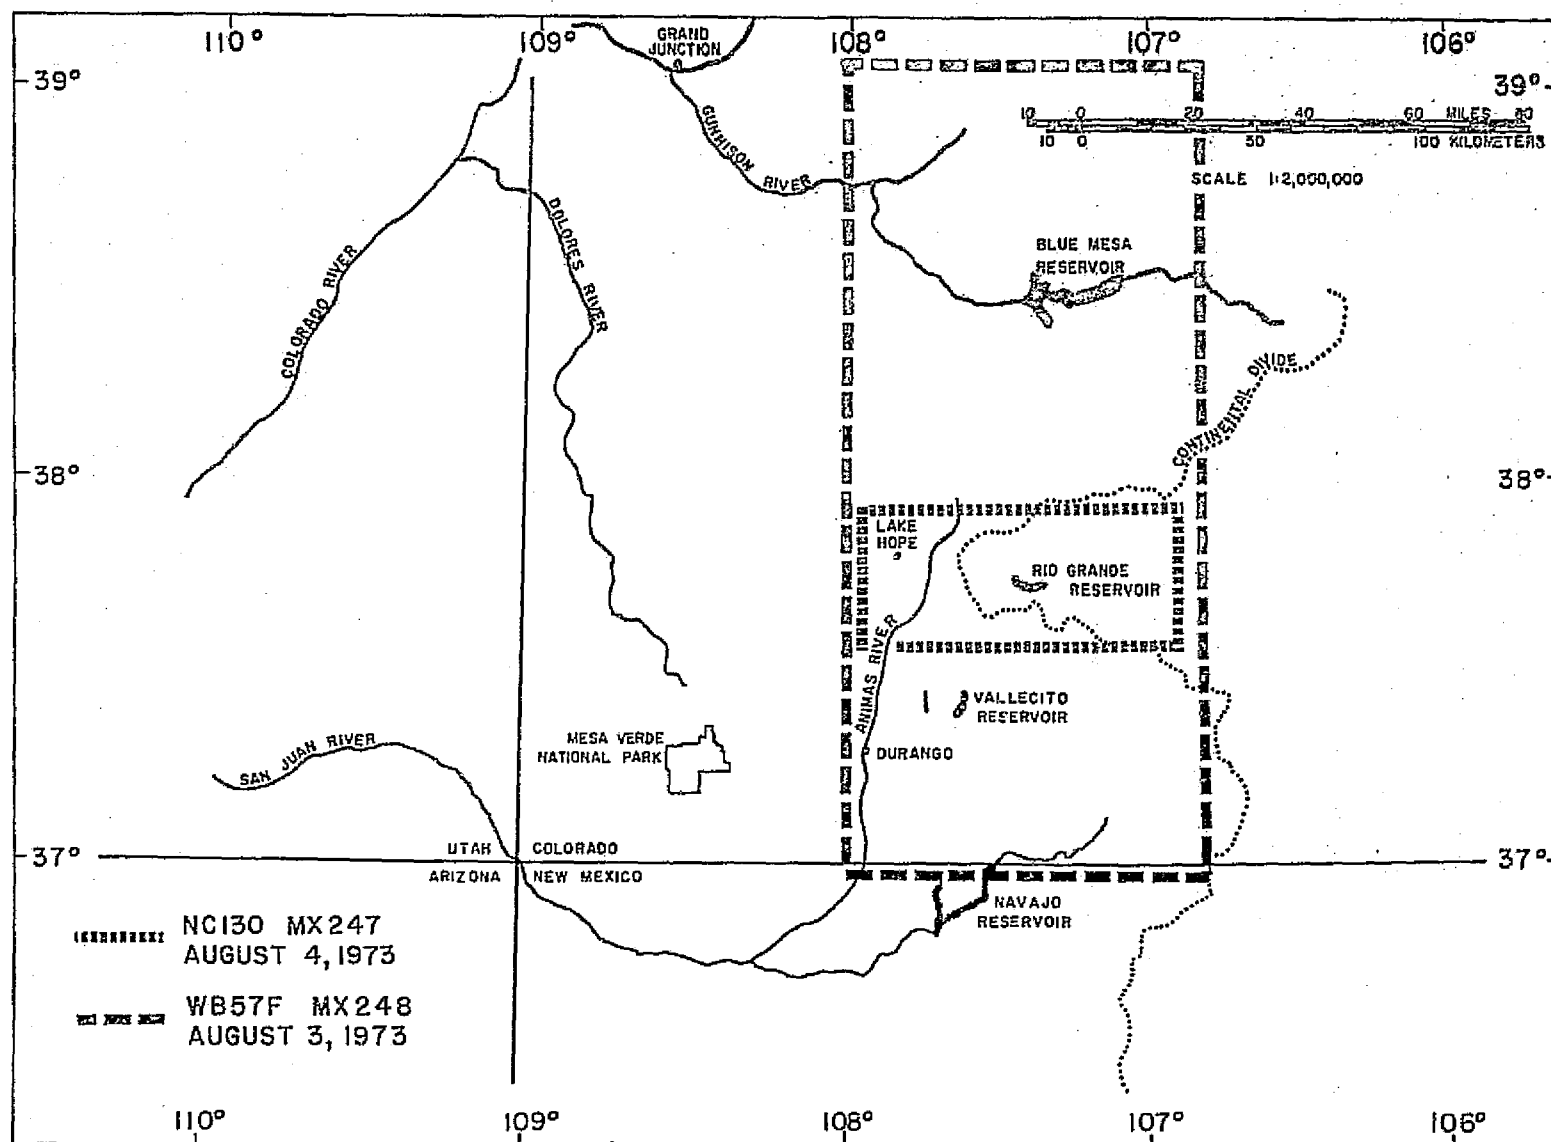 110° 109° 108° 107° 106°
GRAND
JUNCTION
39° 39°
10 0 20 40 60 MILES 80
10 0 50 100 KILOMETERS
SCALE 1:2,000,000
GUNNISON RIVER
DOLORES RIVER
COLORADO RIVER
BLUE MESA
RESERVOIR
CONTINENTAL DIVIDE
38° 38°
LAKE
HOPE
RIO GRANDE
RESERVOIR
ANIMAS RIVER
VALLECITO
RESERVOIR
SAN JUAN RIVER
MESA VERDE
NATIONAL PARK
DURANGO
37° 37°
UTAH COLORADO
ARIZONA NEW MEXICO
NAVAJO
RESERVOIR
NC130 MX247
AUGUST 4, 1973
WB57F MX248
AUGUST 3, 1973
110° 109° 108° 107° 106°